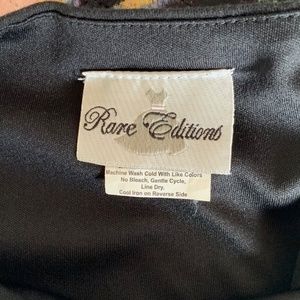 Rare Editions
Machine Wash Cold With Like Colors
No Bleach, Gentle Cycle,
Line Dry,
Cool Iron on Reverse Side